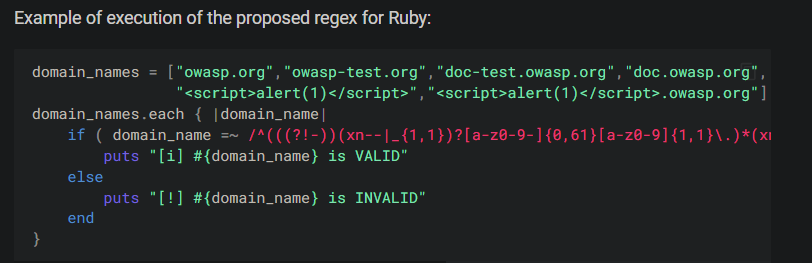 Example of execution of the proposed regex for Ruby:
domain_names = ["owasp.org","owasp-test.org","doc-test.owasp.org","doc.owasp.org",
"<script>alert(1)</script>","<script>alert(1)</script>.owasp.org"]
domain_names.each { |domain_name|
if ( domain_name =~ /^(((?!-))(xn--|_{1,1})?[a-z0-9-]{0,61}[a-z0-9]{1,1}\.)*(x
puts "[i] #{domain_name} is VALID"
else
puts "[!] #{domain_name} is INVALID"
end
}